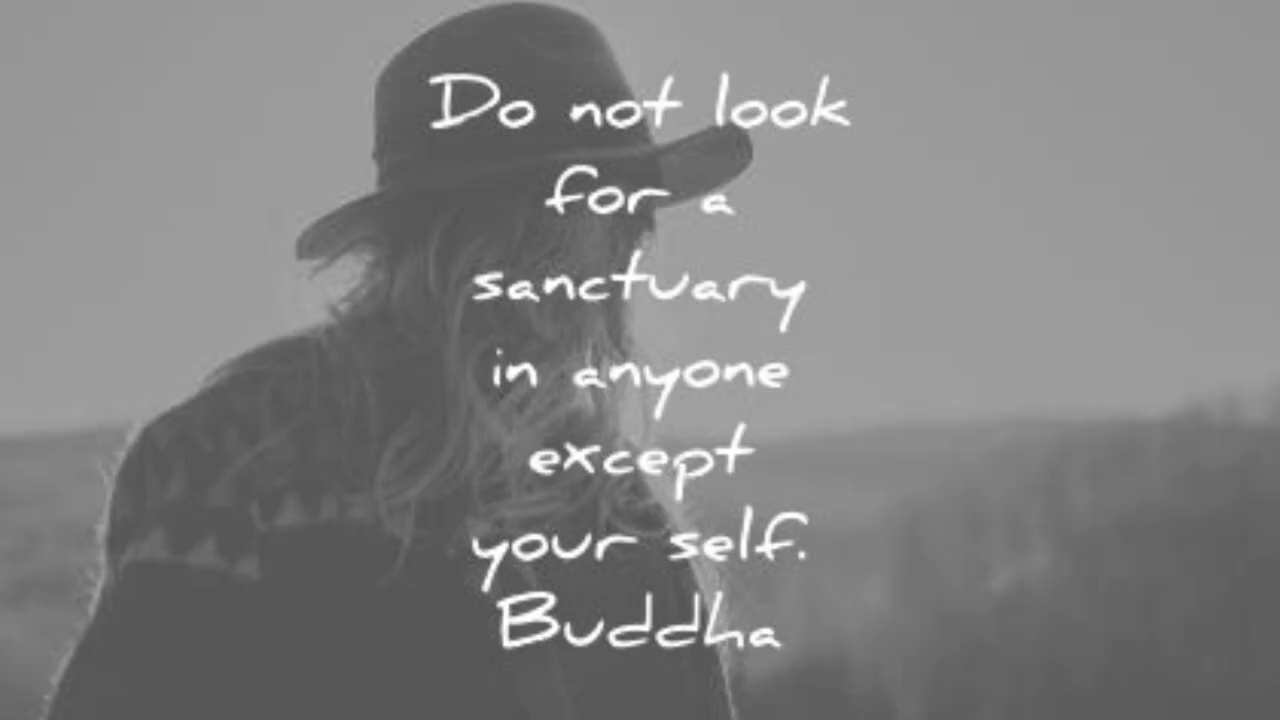 Do not look
for a
sanctuary
in anyone
except
your self.
Buddha